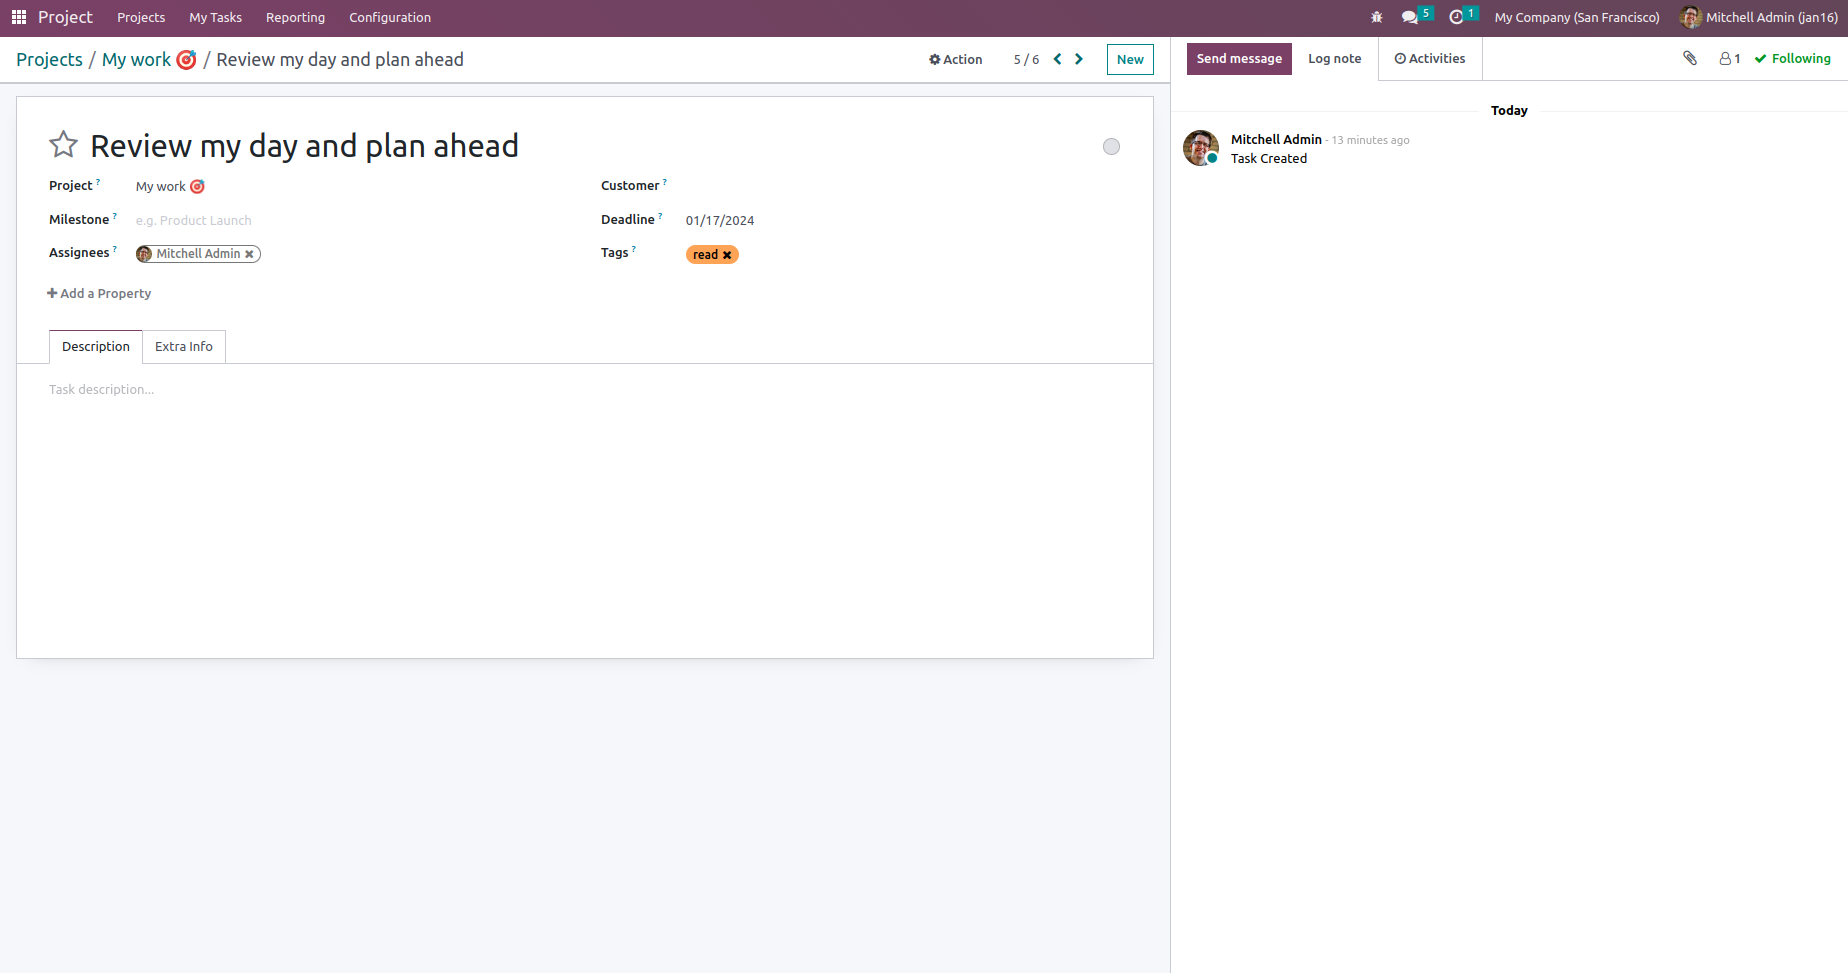 Project Projects My Tasks Reporting Configuration 5 1 My Company (San Francisco) Mitchell Admin (jan16)
Projects / My work 🎯 / Review my day and plan ahead Action 5 / 6 New Send message Log note Activities 1 Following
Today
Review my day and plan ahead
Mitchell Admin - 13 minutes ago
Task Created
Project ? My work 🎯 Customer ?
Milestone ? e.g. Product Launch Deadline ? 01/17/2024
Assignees ? Mitchell Admin Tags ? read
Add a Property
Description Extra Info
Task description...